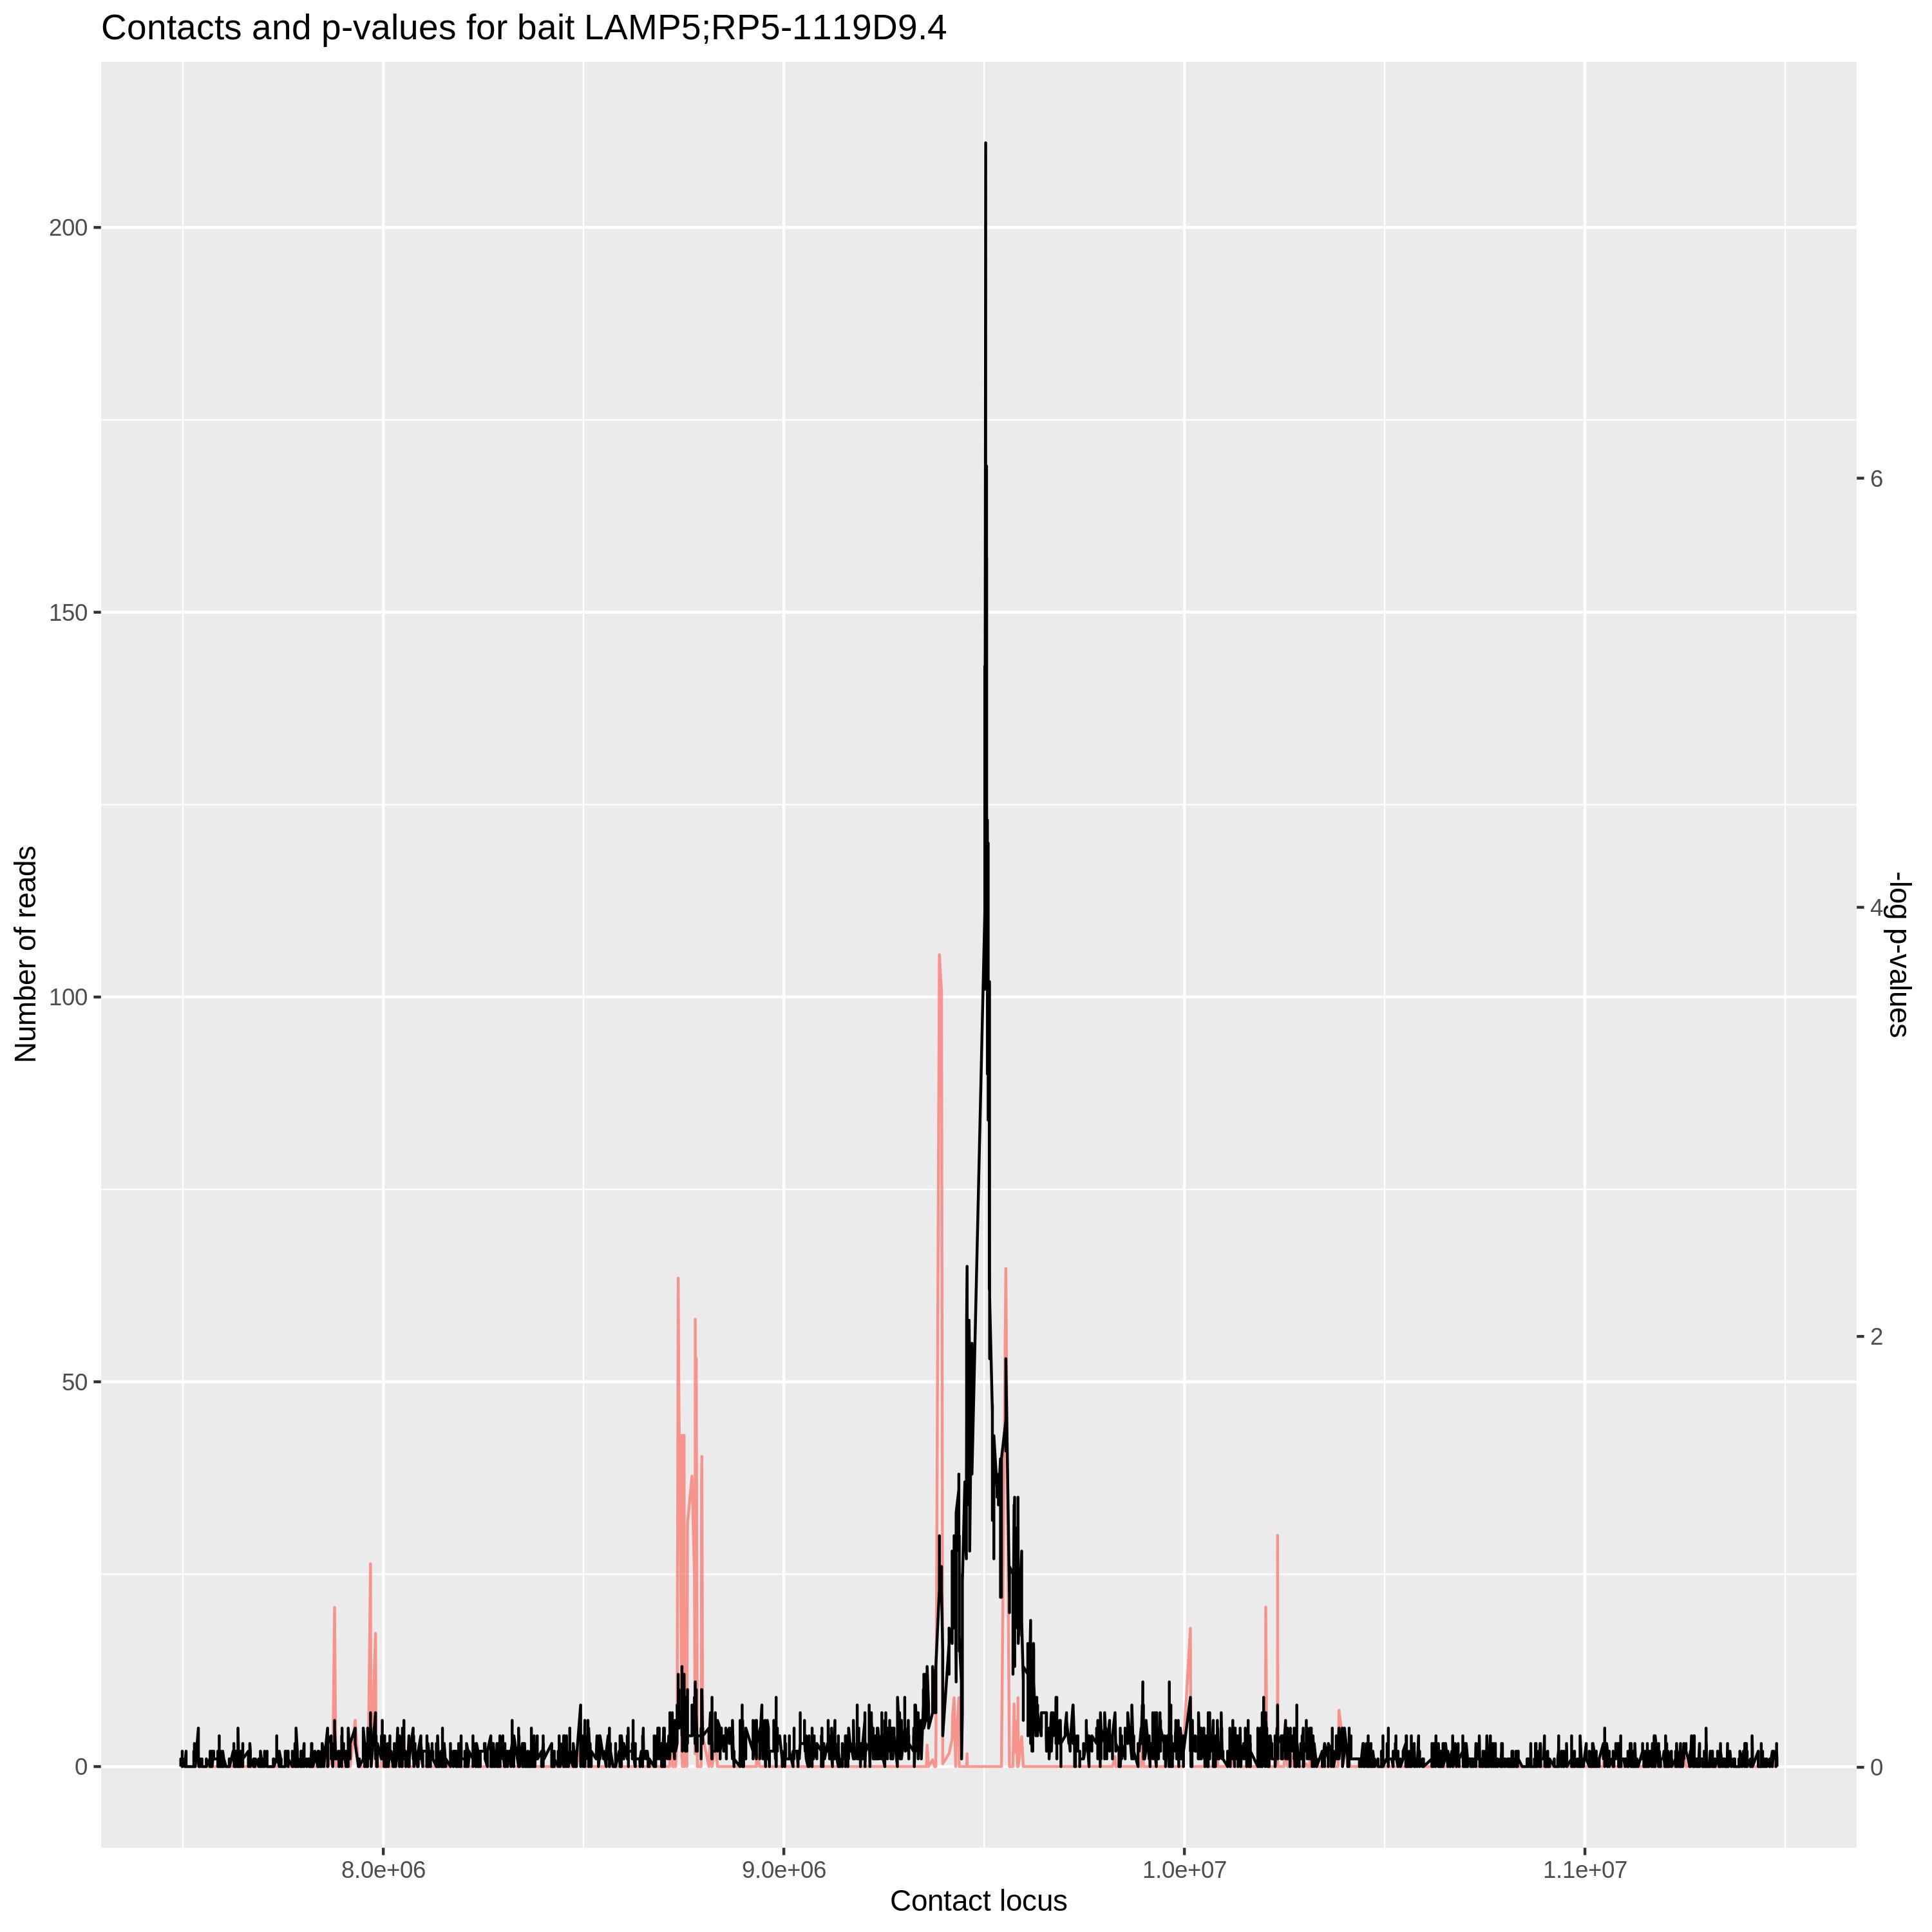 Contacts and p-values for bait LAMP5;RP5-1119D9.4
Number of reads
200
150
100
50
0
6
4
2
0
-log p-values
8.0e+06
9.0e+06
1.0e+07
1.1e+07
Contact locus